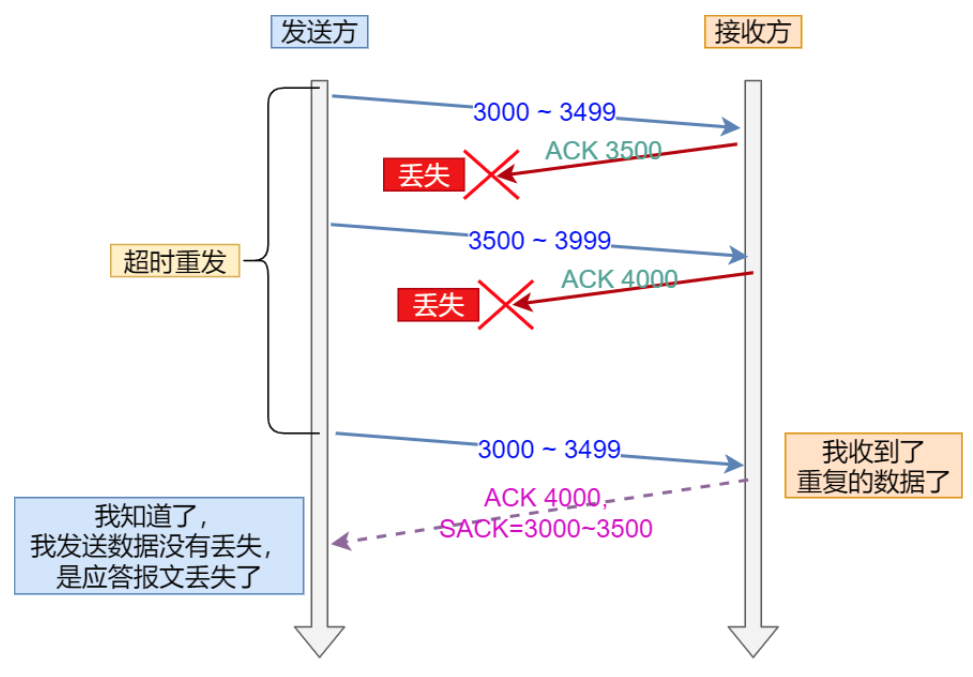 发送方
接收方
3000 ~ 3499
ACK 3500
丢失
3500 ~ 3999
超时重发
ACK 4000
丢失
3000 ~ 3499
我收到了
重复的数据了
ACK 4000,
SACK=3000~3500
我知道了，
我发送数据没有丢失，
是应答报文丢失了